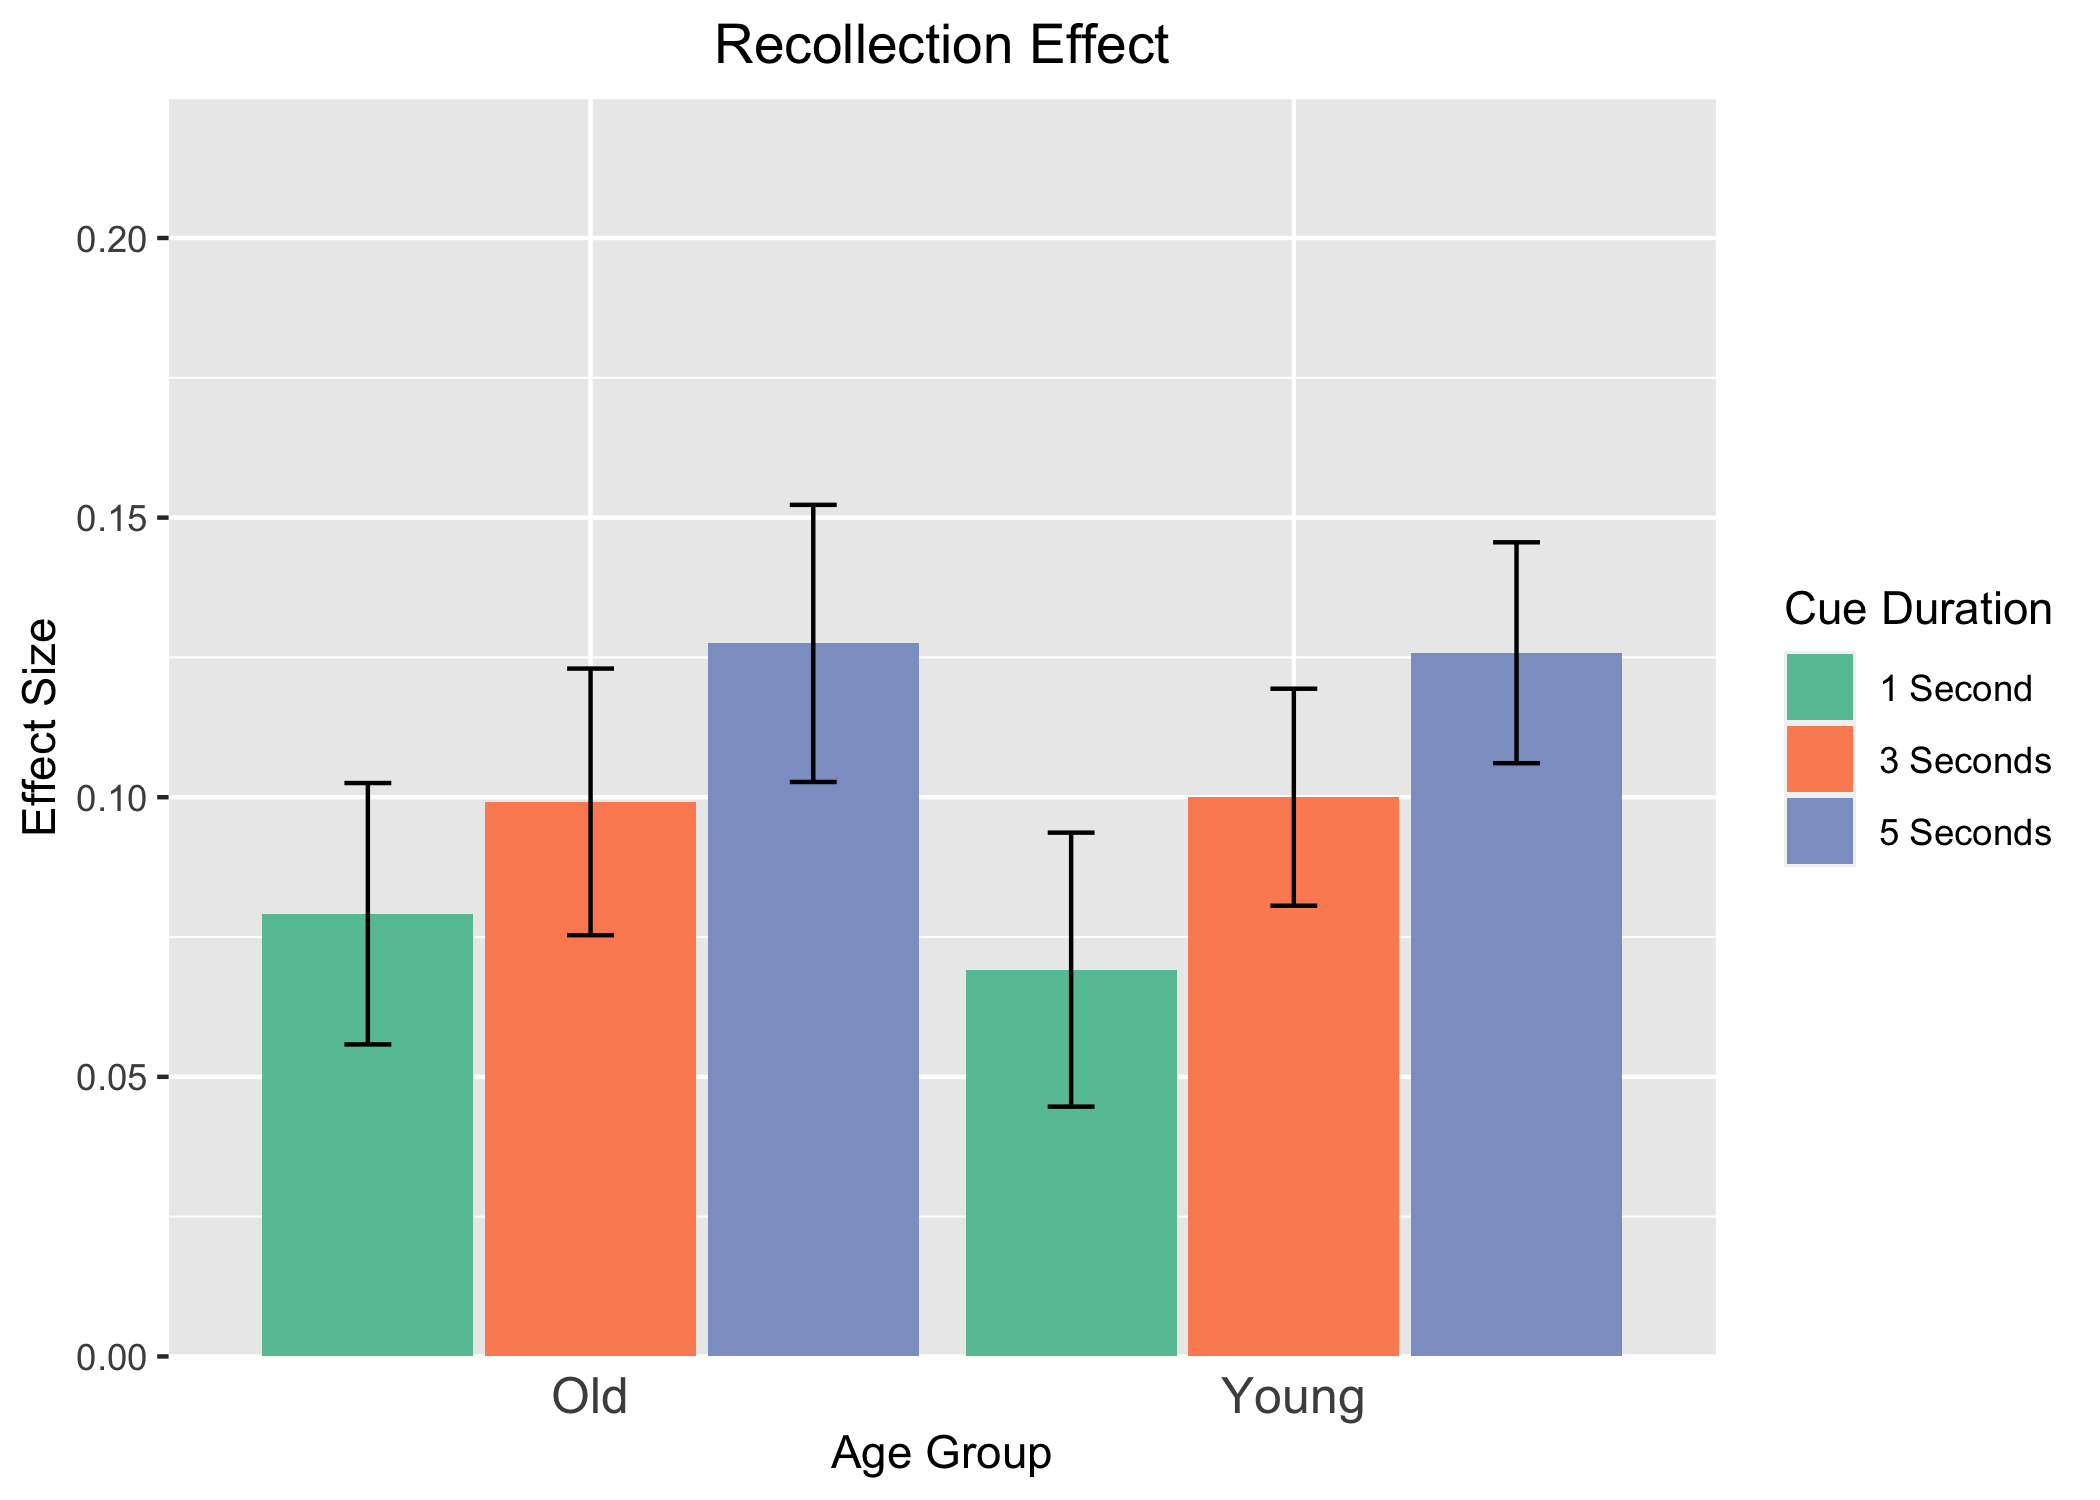 Recollection Effect
Effect Size
0.20
0.15
0.10
0.05
0.00
Old
Young
Age Group
Cue Duration
1 Second
3 Seconds
5 Seconds